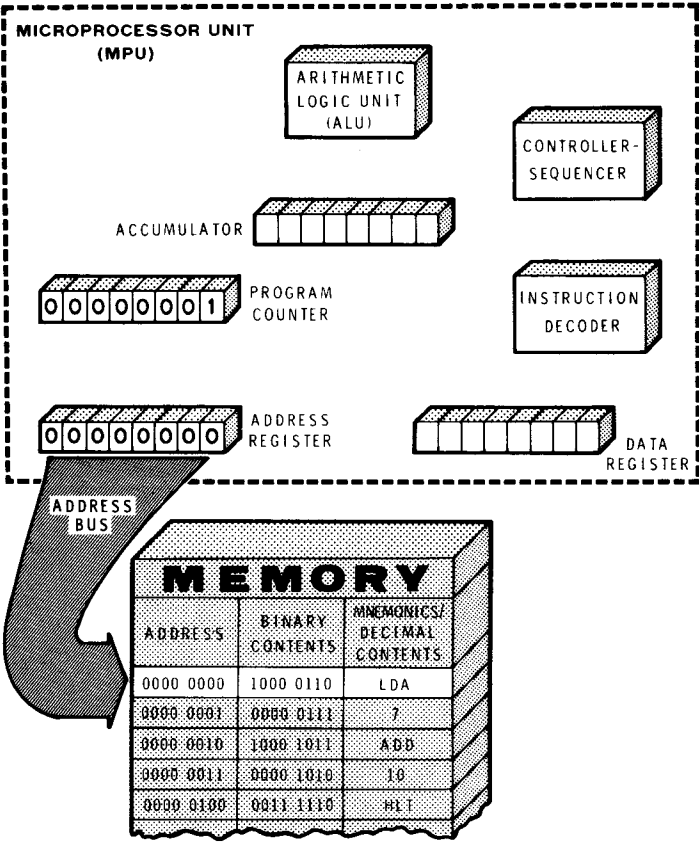 MICROPROCESSOR UNIT
(MPU)
ARITHMETIC
LOGIC UNIT
(ALU)
CONTROLLER-
SEQUENCER
ACCUMULATOR
0 0 0 0 0 0 0 1
PROGRAM
COUNTER
INSTRUCTION
DECODER
0 0 0 0 0 0 0 0
ADDRESS
REGISTER
DATA
REGISTER
ADDRESS
BUS
MEMORY
ADDRESS
BINARY
CONTENTS
MNEMONICS/
DECIMAL
CONTENTS
0000 0000 1000 0110 LDA
0000 0001 0000 0111 7
0000 0010 1000 1011 ADD
0000 0011 0000 1010 10
0000 0100 0011 1110 HLT